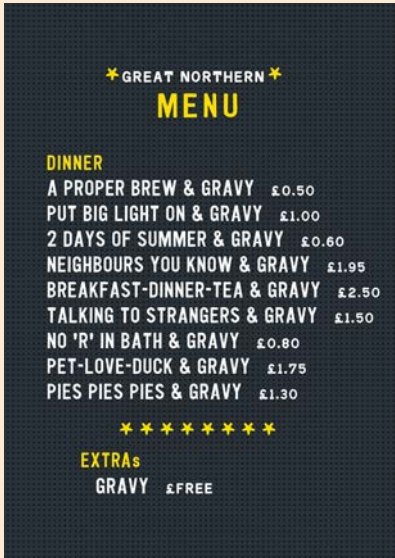 GREAT NORTHERN
MENU
DINNER
A PROPER BREW & GRAVY £0.50
PUT BIG LIGHT ON & GRAVY £1.00
2 DAYS OF SUMMER & GRAVY £0.60
NEIGHBOURS YOU KNOW & GRAVY £1.95
BREAKFAST-DINNER-TEA & GRAVY £2.50
TALKING TO STRANGERS & GRAVY £1.50
NO 'R' IN BATH & GRAVY £0.80
PET-LOVE-DUCK & GRAVY £1.75
PIES PIES PIES & GRAVY £1.30
EXTRAs
GRAVY £FREE